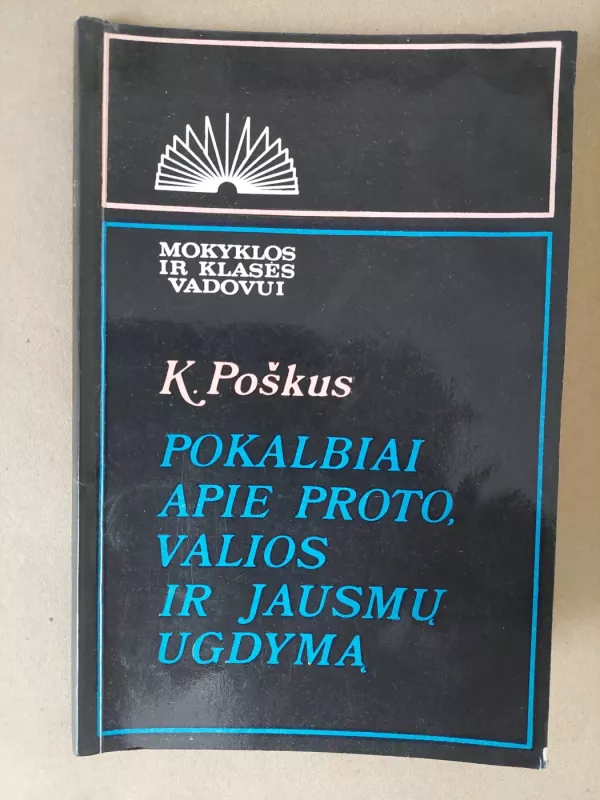 MOKYKLOS
IR KLASĖS
VADOVUI
K. Poškus
POKALBIAI
APIE PROTO,
VALIOS
IR JAUSMŲ
UGDYMĄ